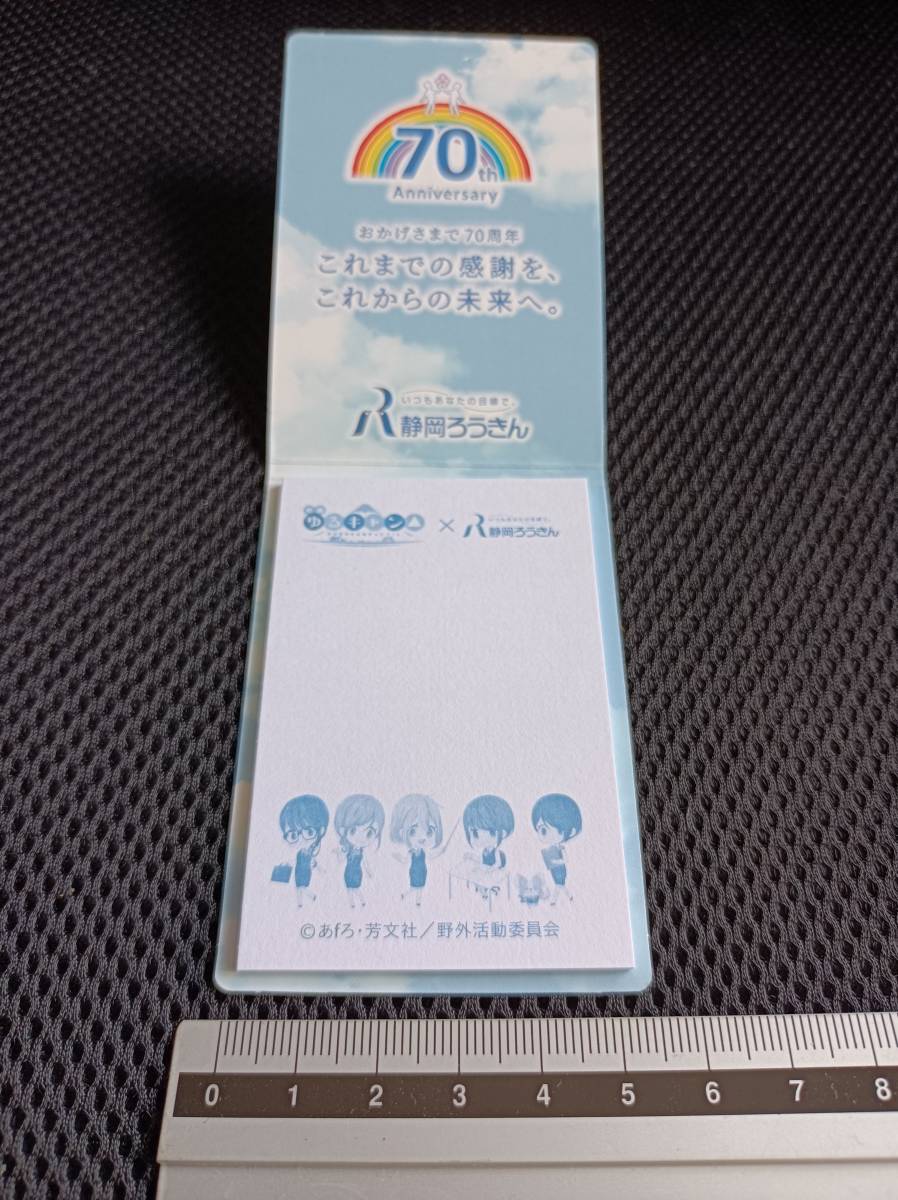 70th
Anniversary
おかげさまで70周年
これまでの感謝を、
これからの未来へ。
いつもあなたの目線で。
静岡ろうきん
ゆるキャン△ × 静岡ろうきん
©あfろ・芳文社／野外活動委員会
0 1 2 3 4 5 6 7 8